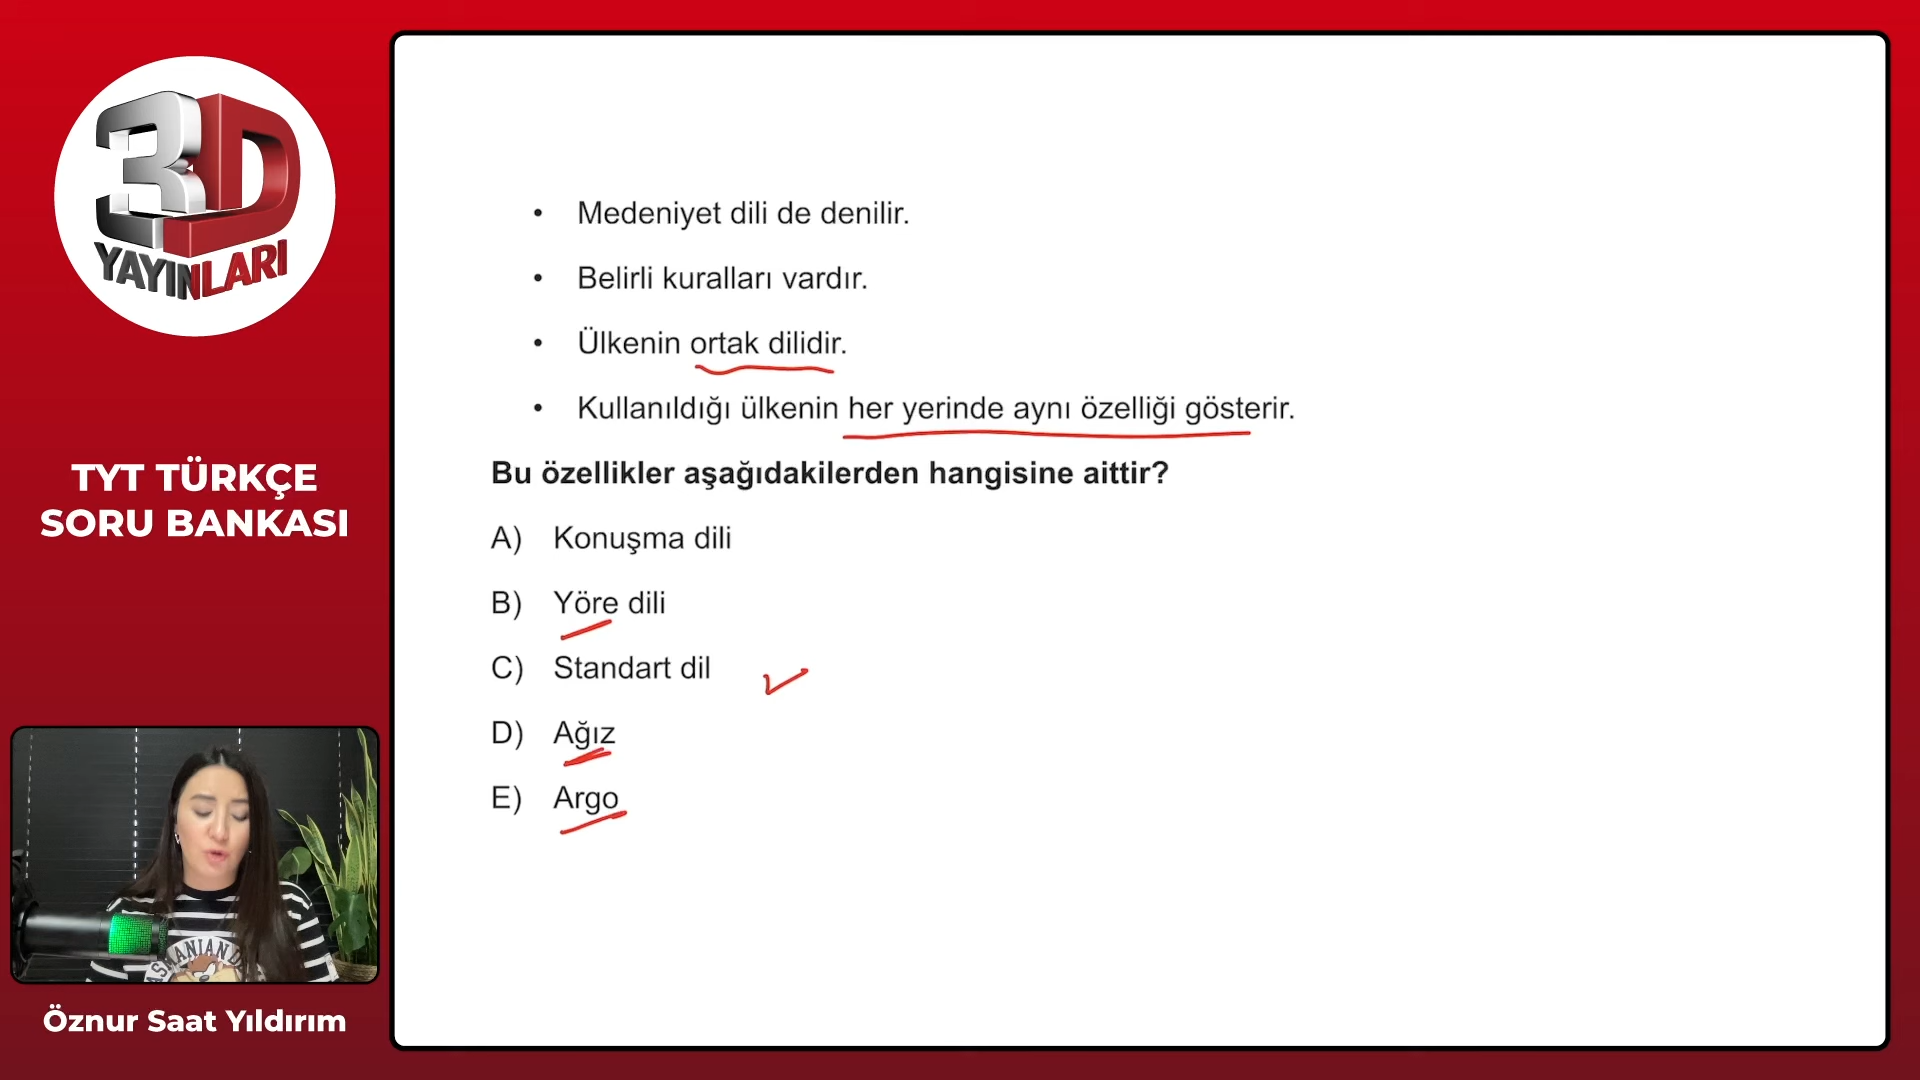 3D
YAYINLARI
TYT TÜRKÇE
SORU BANKASI
Öznur Saat Yıldırım
• Medeniyet dili de denilir.
• Belirli kuralları vardır.
• Ülkenin ortak dilidir.
• Kullanıldığı ülkenin her yerinde aynı özelliği gösterir.
Bu özellikler aşağıdakilerden hangisine aittir?
A) Konuşma dili
B) Yöre dili
C) Standart dil
D) Ağız
E) Argo